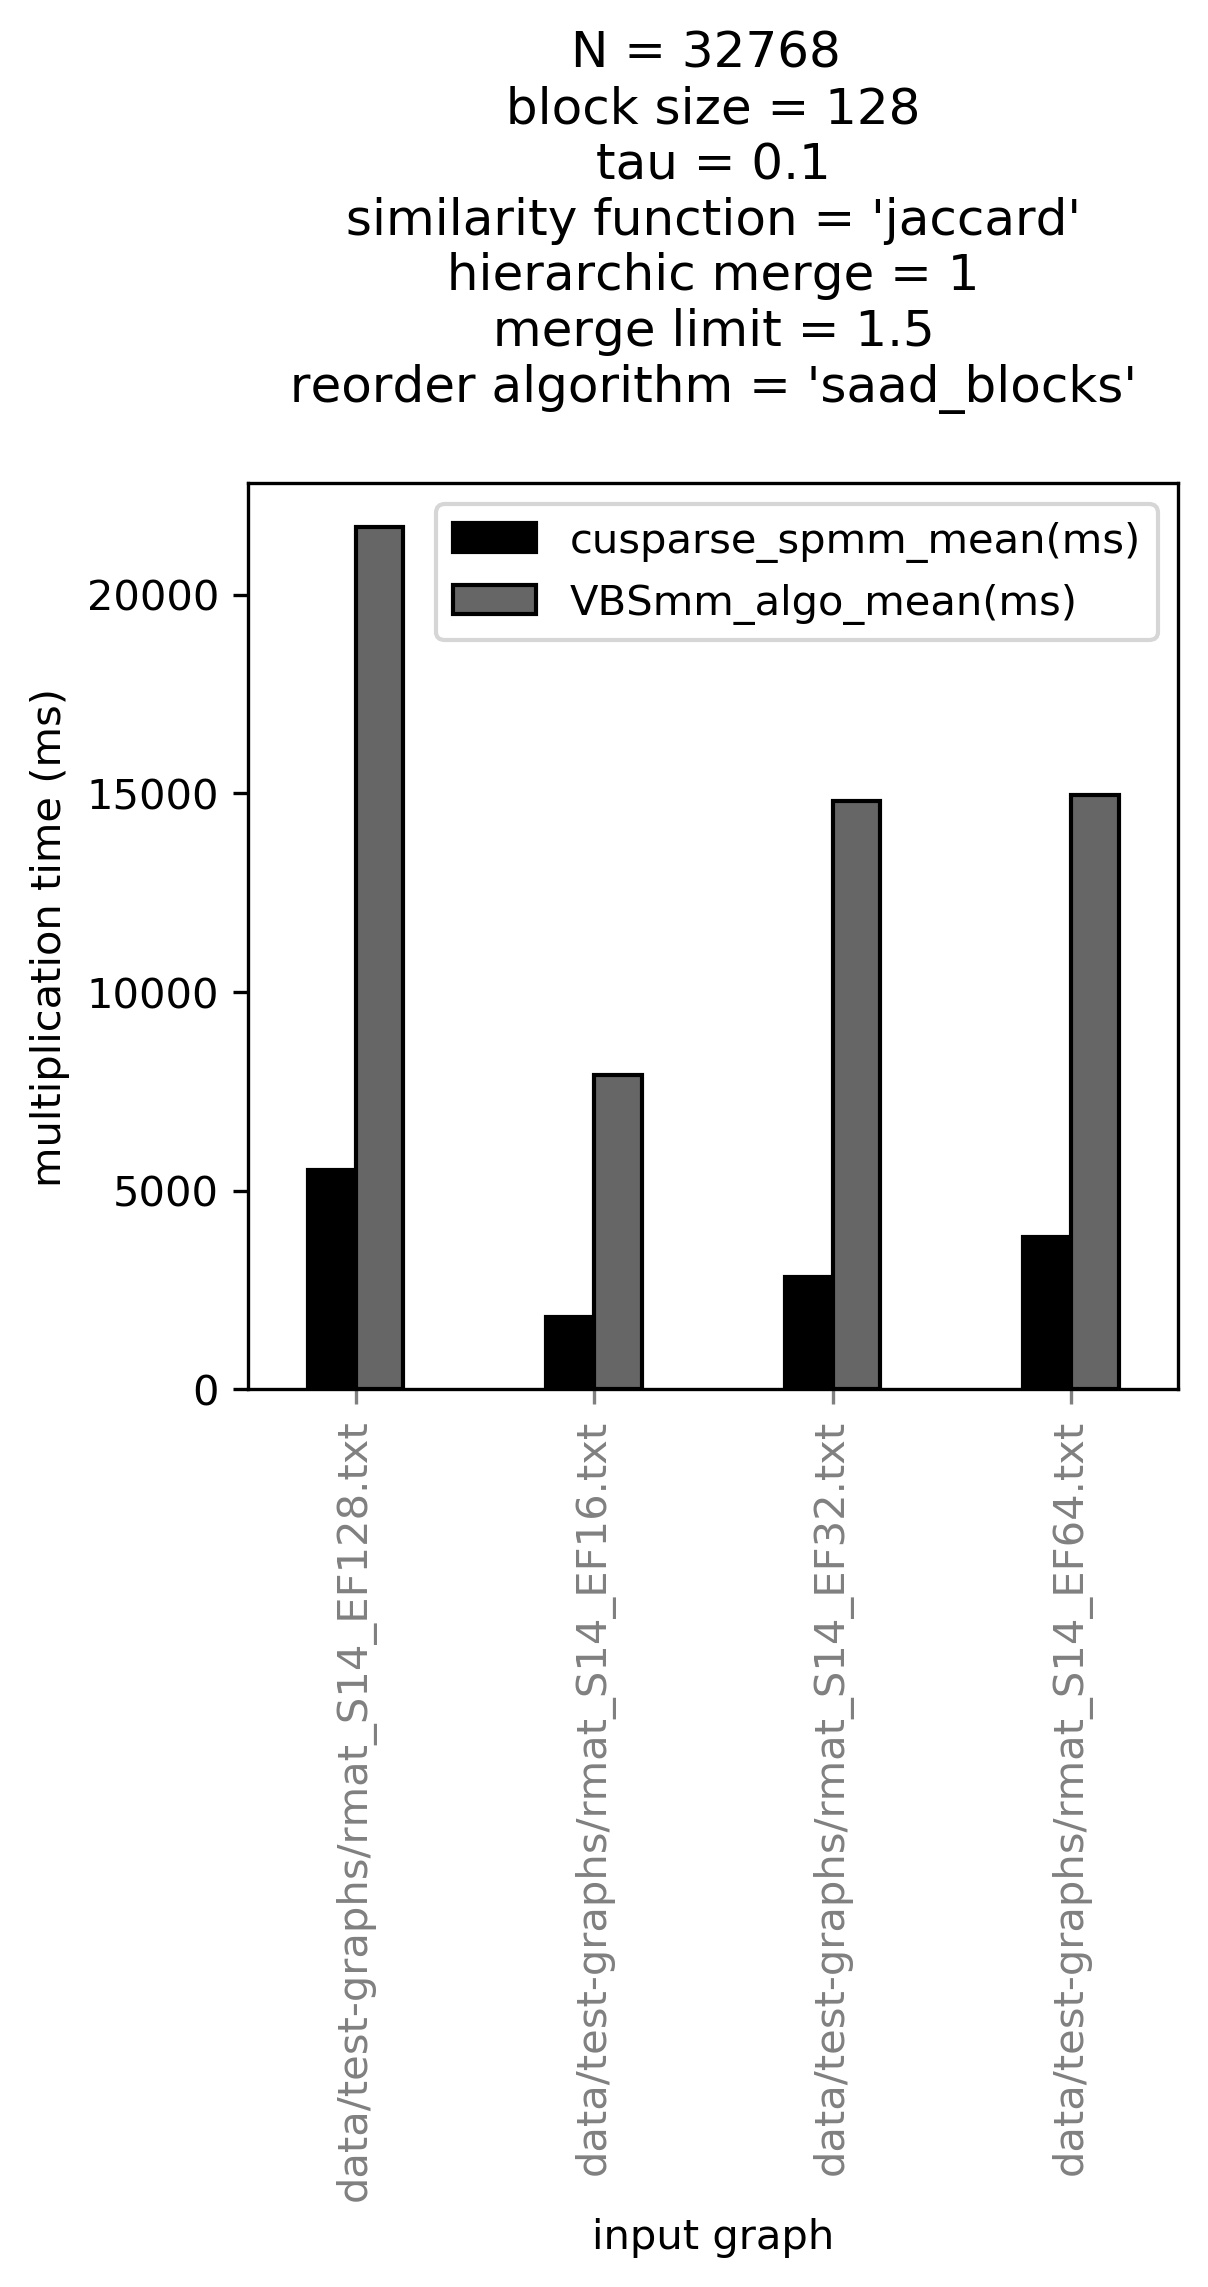 N = 32768
block size = 128
tau = 0.1
similarity function = 'jaccard'
hierarchic merge = 1
merge limit = 1.5
reorder algorithm = 'saad_blocks'
cusparse_spmm_mean(ms)
VBSmm_algo_mean(ms)
multiplication time (ms)
20000
15000
10000
5000
0
data/test-graphs/rmat_S14_EF128.txt
data/test-graphs/rmat_S14_EF16.txt
data/test-graphs/rmat_S14_EF32.txt
data/test-graphs/rmat_S14_EF64.txt
input graph